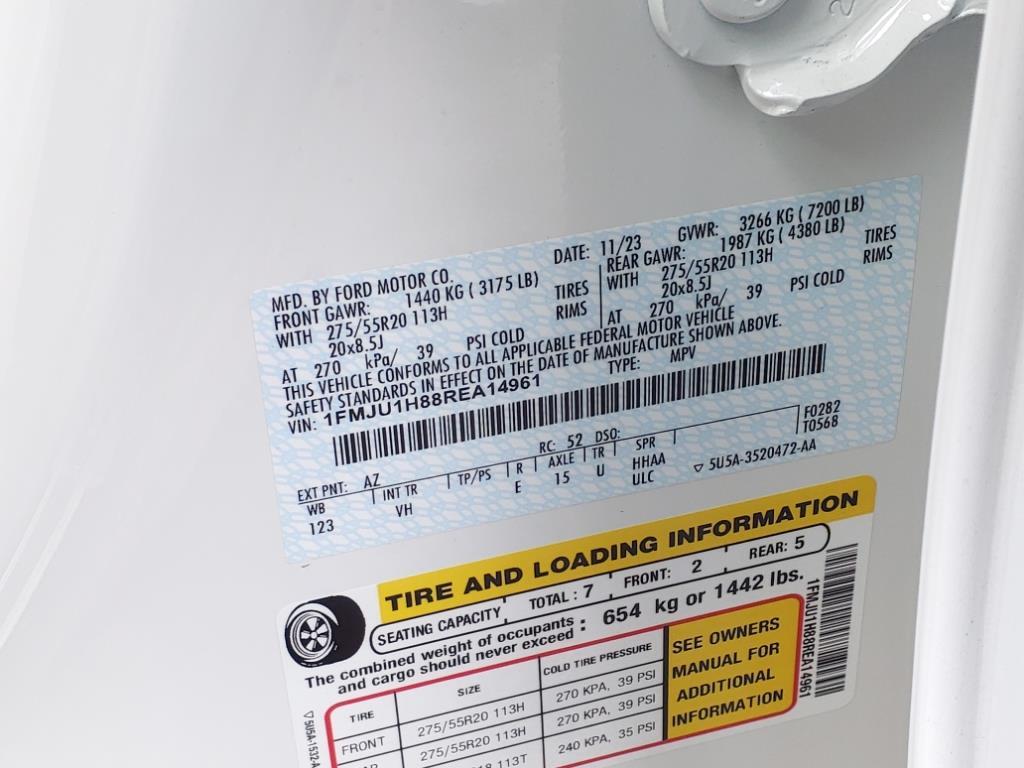 MFD. BY FORD MOTOR CO. DATE: 11/23 GVWR: 3266 KG ( 7200 LB)
FRONT GAWR: 1440 KG ( 3175 LB) REAR GAWR: 1987 KG ( 4380 LB)
WITH 275/55R20 113H TIRES WITH 275/55R20 113H TIRES
20x8.5J RIMS 20x8.5J RIMS
AT 270 kPa/ 39 PSI COLD AT 270 kPa/ 39 PSI COLD
THIS VEHICLE CONFORMS TO ALL APPLICABLE FEDERAL MOTOR VEHICLE
SAFETY STANDARDS IN EFFECT ON THE DATE OF MANUFACTURE SHOWN ABOVE.
VIN: 1FMJU1H88REA14961 TYPE: MPV
F0282
T0568
EXT PNT: AZ RC: 52 DSO:
WB INT TR TP/PS R AXLE TR SPR
123 VH E 15 U HHAA
ULC
▽ 5U5A-3520472-AA
TIRE AND LOADING INFORMATION
SEATING CAPACITY TOTAL : 7 FRONT: 2 REAR: 5
The combined weight of occupants
and cargo should never exceed : 654 kg or 1442 lbs.
TIRE SIZE COLD TIRE PRESSURE
FRONT 275/55R20 113H 270 KPA, 39 PSI
275/55R20 113H 270 KPA, 39 PSI
113T 240 KPA, 35 PSI
SEE OWNERS
MANUAL FOR
ADDITIONAL
INFORMATION
1FMJU1H88REA14961